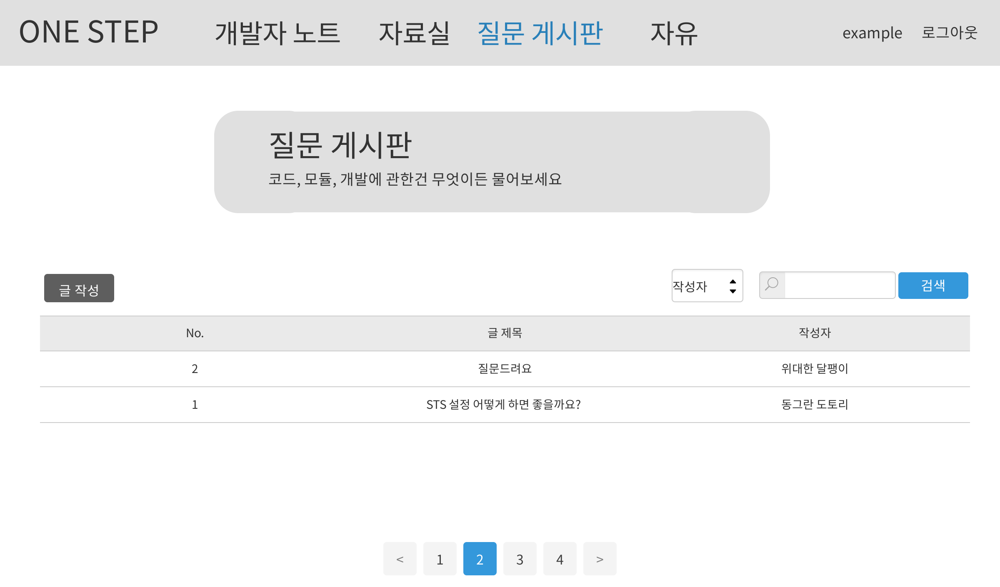 ONE STEP 개발자 노트 자료실 질문 게시판 자유 example 로그아웃
질문 게시판
코드, 모듈, 개발에 관한건 무엇이든 물어보세요
글 작성 작성자 검색
No. 글 제목 작성자
2 질문드려요 위대한 달팽이
1 STS 설정 어떻게 하면 좋을까요? 동그란 도토리
< 1 2 3 4 >